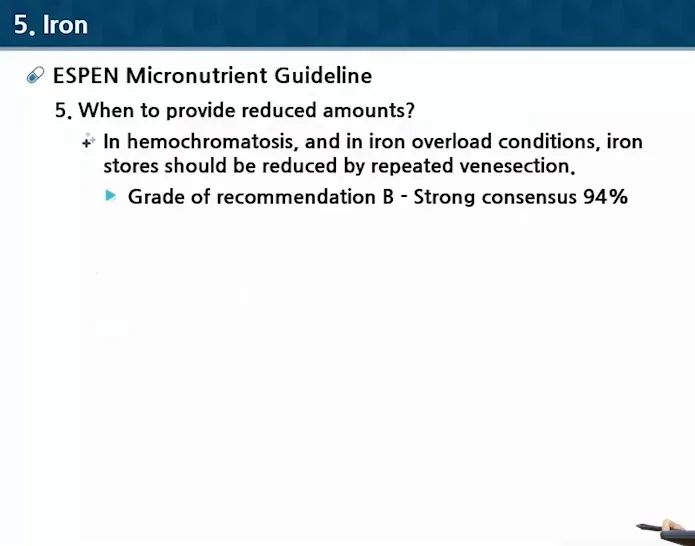 5. Iron
ESPEN Micronutrient Guideline
5. When to provide reduced amounts?
In hemochromatosis, and in iron overload conditions, iron
stores should be reduced by repeated venesection.
Grade of recommendation B - Strong consensus 94%